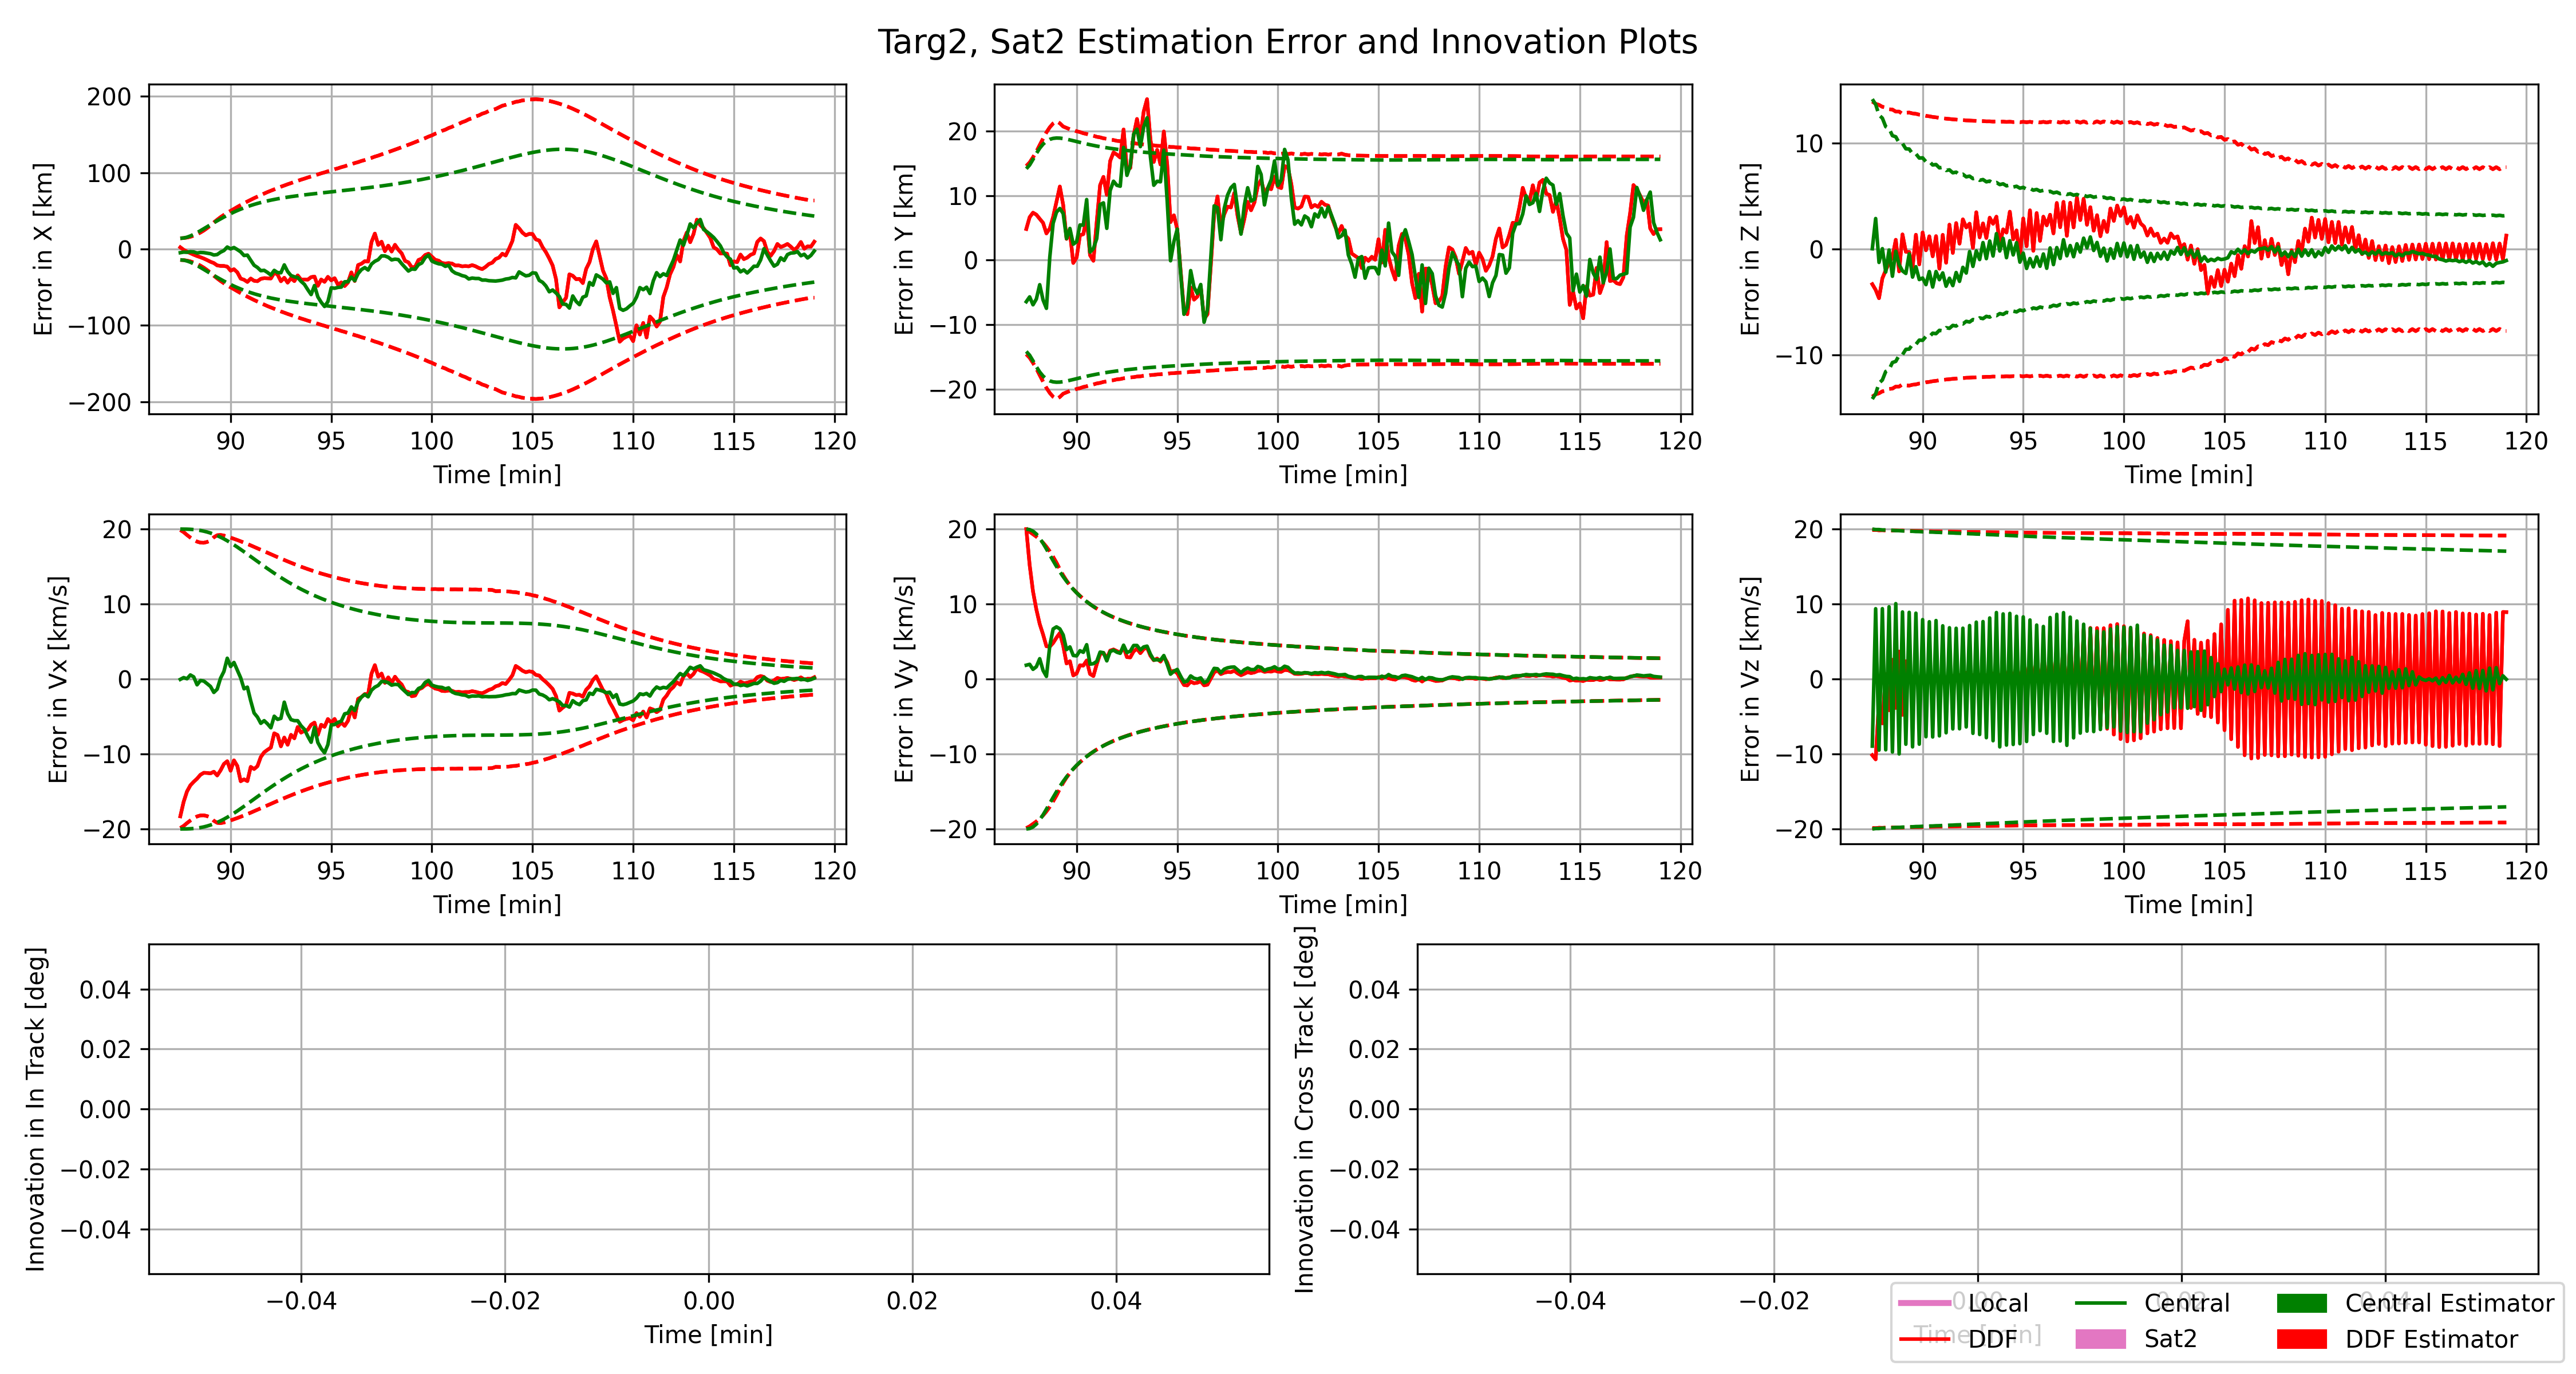 Targ2, Sat2 Estimation Error and Innovation Plots
Error in X [km]
200
100
0
−100
−200
90 95 100 105 110 115 120
Time [min]
Error in Y [km]
20
10
0
−10
−20
90 95 100 105 110 115 120
Time [min]
Error in Z [km]
10
0
−10
90 95 100 105 110 115 120
Time [min]
Error in Vx [km/s]
20
10
0
−10
−20
90 95 100 105 110 115 120
Time [min]
Error in Vy [km/s]
20
10
0
−10
−20
90 95 100 105 110 115 120
Time [min]
Error in Vz [km/s]
20
10
0
−10
−20
90 95 100 105 110 115 120
Time [min]
Innovation in In Track [deg]
0.04
0.02
0.00
−0.02
−0.04
−0.04 −0.02 0.00 0.02 0.04
Time [min]
Innovation in Cross Track [deg]
0.04
0.02
0.00
−0.02
−0.04
−0.04 −0.02 0.00 0.02 0.04
Time [min]
Local Central Central Estimator
DDF Sat2 DDF Estimator